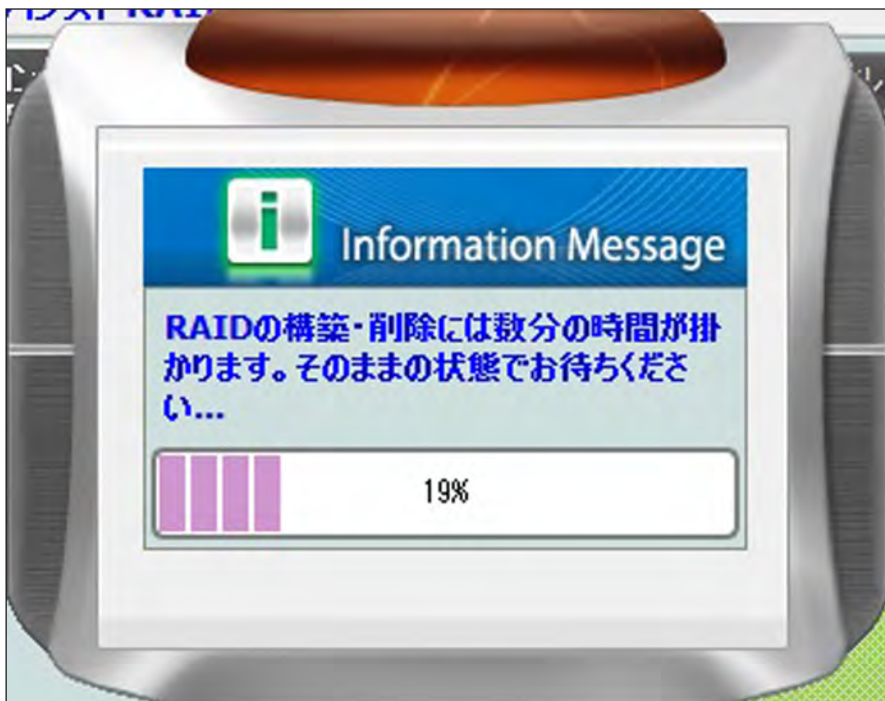 RAID
Information Message
RAIDの構築・削除には数分の時間が掛
かります。そのままの状態でお待ちくださ
い...
19%